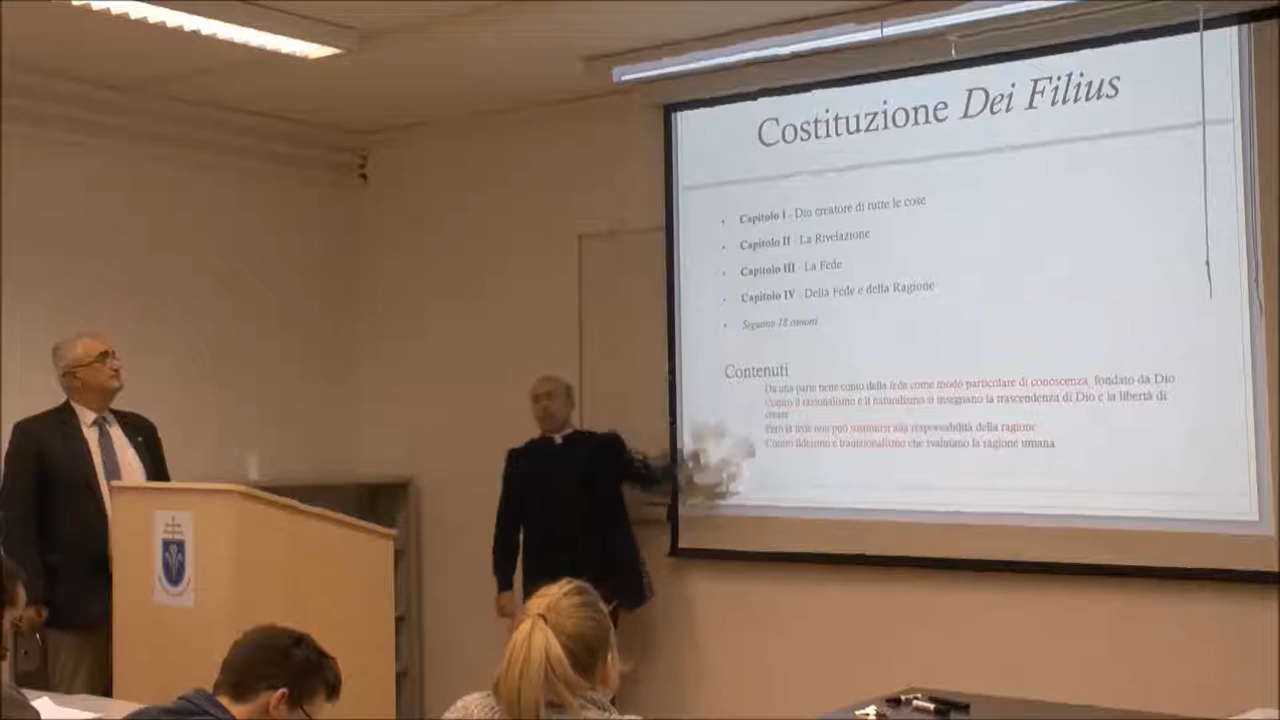 Costituzione Dei Filius
• Capitolo I - Dio creatore di tutte le cose
• Capitolo II - La Rivelazione
• Capitolo III - La Fede
• Capitolo IV - Della Fede e della Ragione
• Seguono 18 canoni
Contenuti
Da una parte tiene conto della fede come modo particolare di conoscenza, fondato da Dio
Contro il razionalismo e il naturalismo si insegnano la trascendenza di Dio e la libertà di
creare
Però la fede non può sostituirsi alla responsabilità della ragione
Contro fideismo e tradizionalismo che svalutano la ragione umana